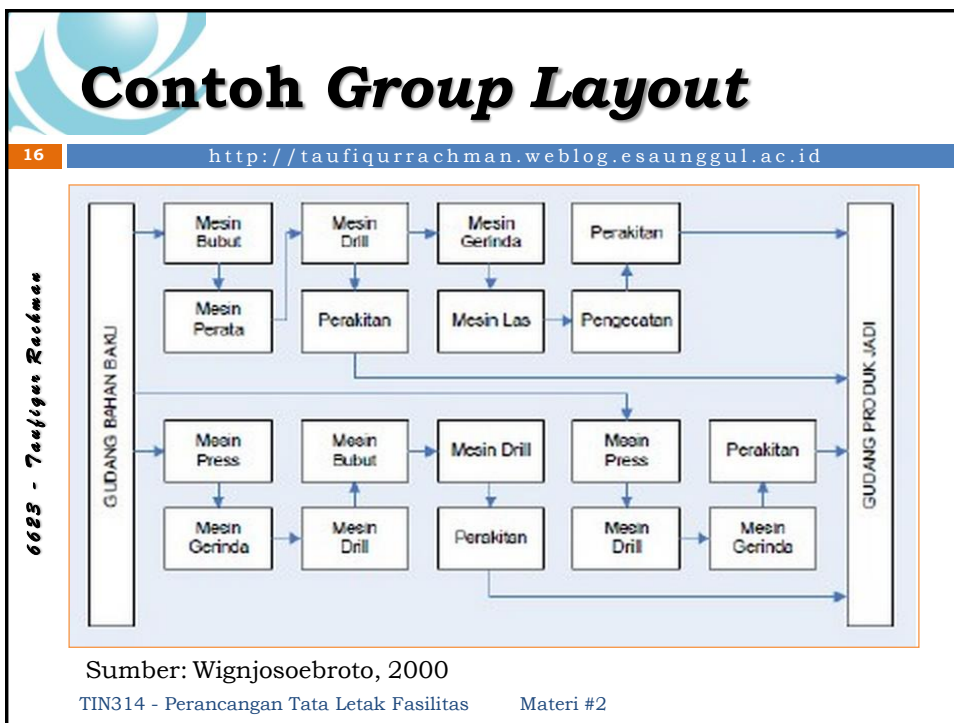 Contoh Group Layout
16
http://taufiqurrachman.weblog.esaunggul.ac.id
6623 - Taufiqur Rachman
GUDANG BAHAN BAKU
Mesin
Bubut
Mesin
Drill
Mesin
Gerinda
Perakitan
Mesin
Perata
Perakitan
Mesin Las
Pengecatan
Mesin
Press
Mesin
Bubut
Mesin Drill
Mesin
Press
Perakitan
Mesin
Gerinda
Mesin
Drill
Perakitan
Mesin
Drill
Mesin
Gerinda
GUDANG PRODUK JADI
Sumber: Wignjosoebroto, 2000
TIN314 - Perancangan Tata Letak Fasilitas Materi #2